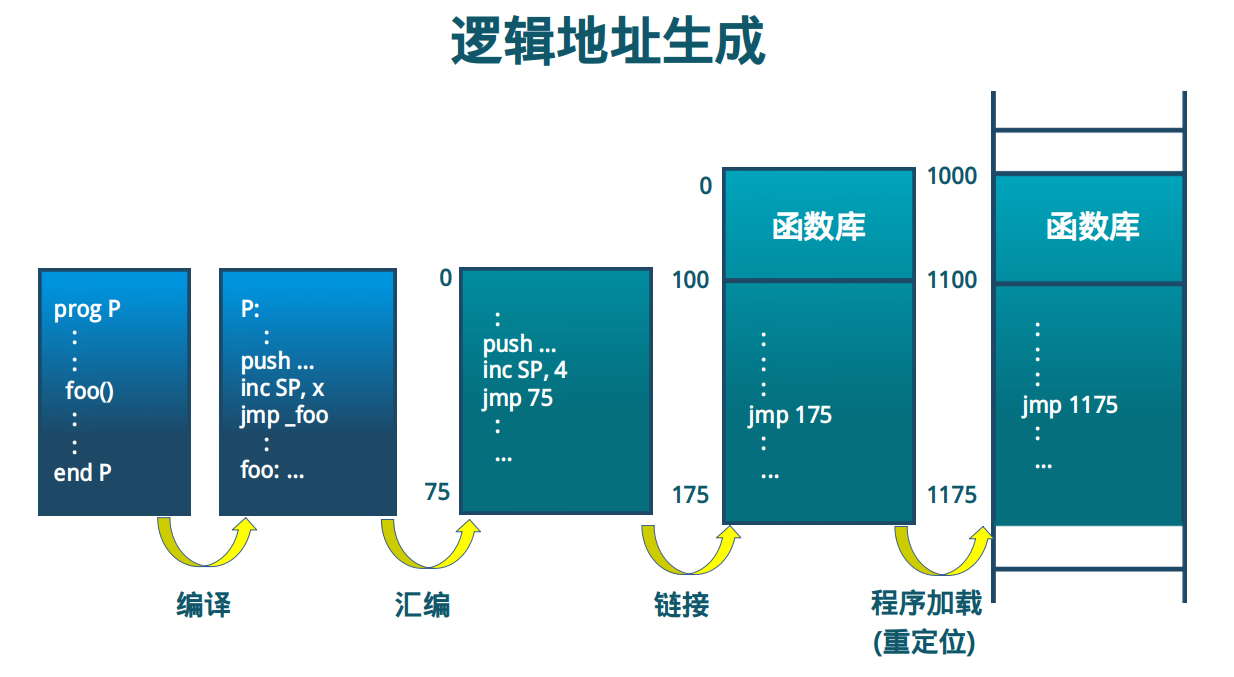 逻辑地址生成
prog P
:
:
foo()
:
:
end P
P:
:
push ...
inc SP, x
jmp _foo
:
foo: ...
0
:
push ...
inc SP, 4
jmp 75
:
...
75
0
函数库
100
:
:
:
jmp 175
:
...
175
1000
函数库
1100
:
:
:
jmp 1175
:
...
1175
编译
汇编
链接
程序加载
(重定位)